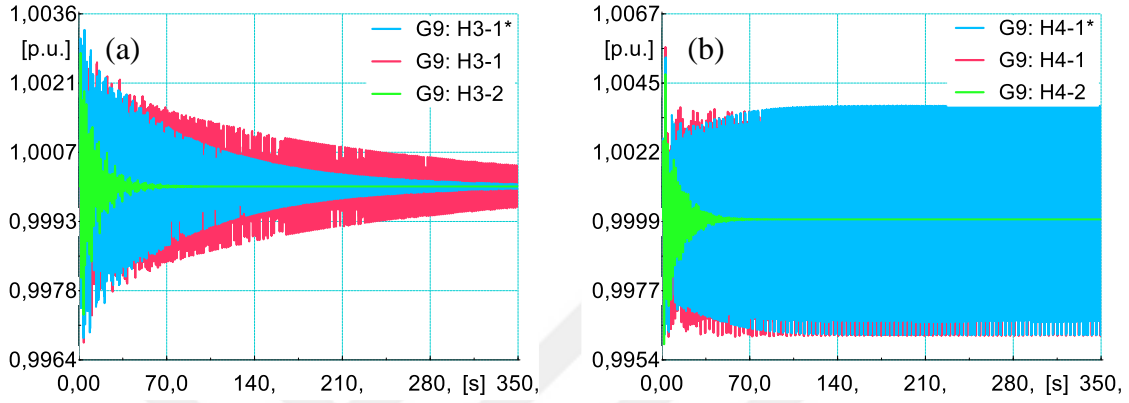 1,0036
[p.u.]
(a)
G9: H3-1*
G9: H3-1
G9: H3-2
1,0021
1,0007
0,9993
0,9978
0,9964
0,00 70,0 140, 210, 280, [s] 350,
1,0067
[p.u.]
(b)
G9: H4-1*
G9: H4-1
G9: H4-2
1,0045
1,0022
0,9999
0,9977
0,9954
0,00 70,0 140, 210, 280, [s] 350,